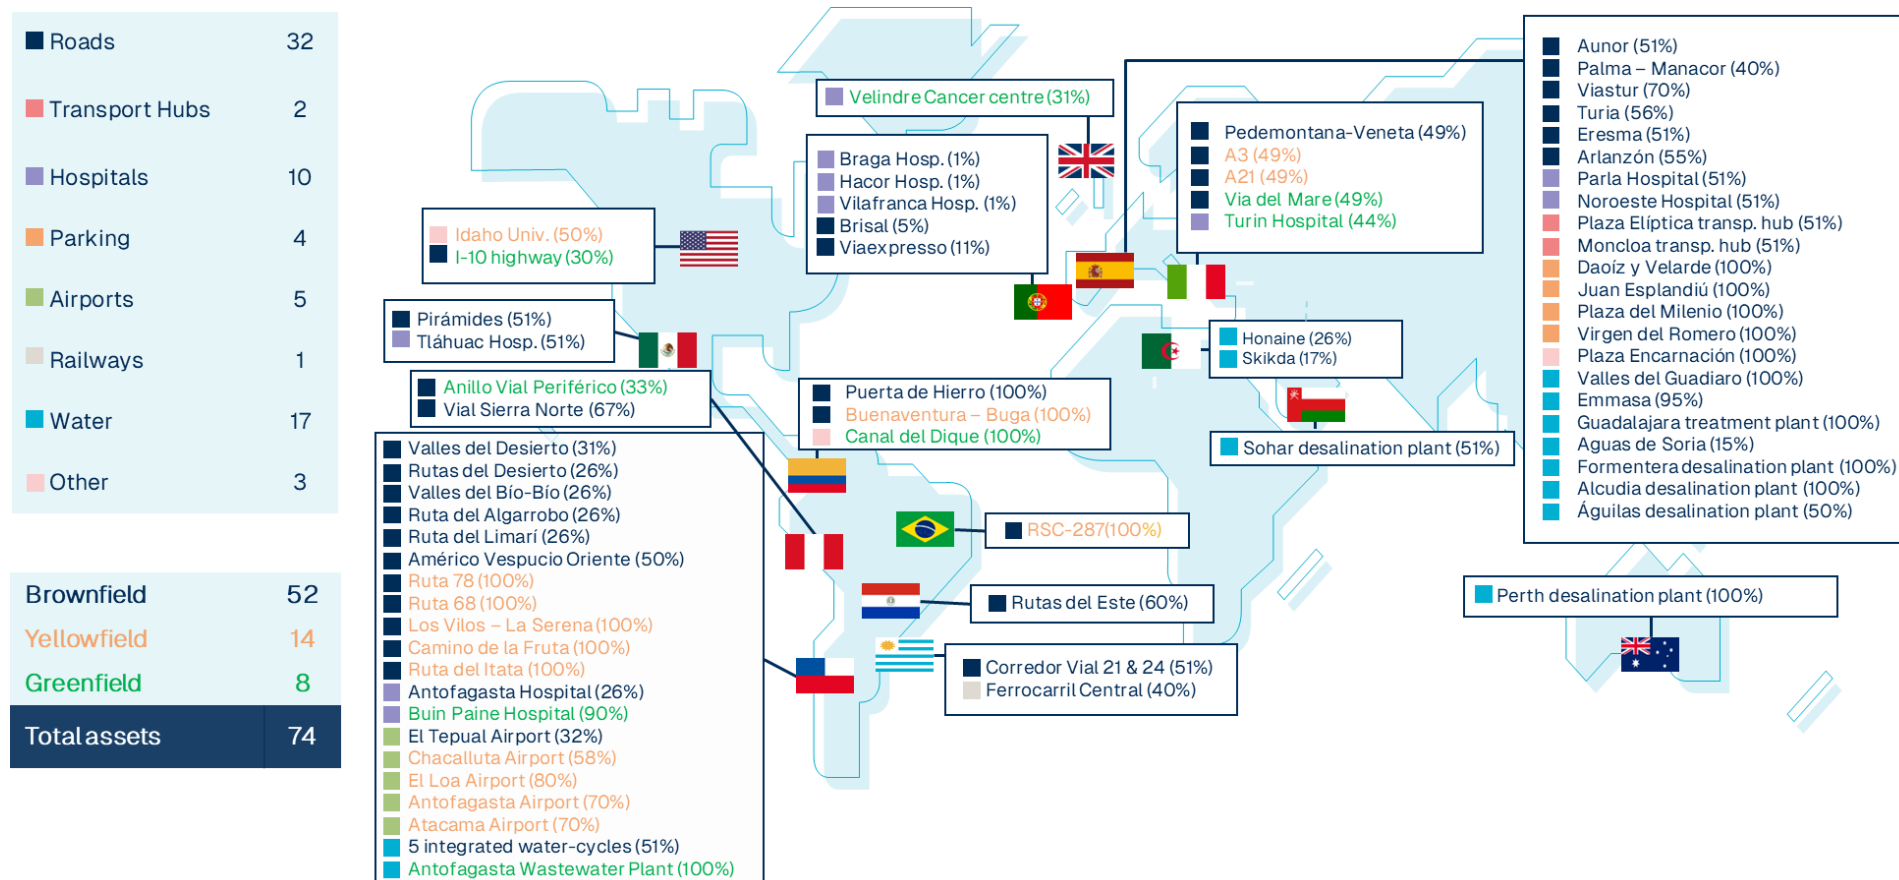 Roads 32
Transport Hubs 2
Hospitals 10
Parking 4
Airports 5
Railways 1
Water 17
Other 3
Brownfield 52
Yellowfield 14
Greenfield 8
Total assets 74
Velindre Cancer centre (31%)
Braga Hosp. (1%)
Hacor Hosp. (1%)
Vilafranca Hosp. (1%)
Brisal (5%)
Viaexpresso (11%)
Pedemontana-Veneta (49%)
A3 (49%)
A21 (49%)
Via del Mare (49%)
Turin Hospital (44%)
Idaho Univ. (50%)
I-10 highway (30%)
Pirámides (51%)
Tláhuac Hosp. (51%)
Anillo Vial Periférico (33%)
Vial Sierra Norte (67%)
Puerta de Hierro (100%)
Buenaventura – Buga (100%)
Canal del Dique (100%)
Honaine (26%)
Skikda (17%)
Sohar desalination plant (51%)
RSC-287(100%)
Rutas del Este (60%)
Corredor Vial 21 & 24 (51%)
Ferrocarril Central (40%)
Perth desalination plant (100%)
Valles del Desierto (31%)
Rutas del Desierto (26%)
Valles del Bío-Bío (26%)
Ruta del Algarrobo (26%)
Ruta del Limarí (26%)
Américo Vespucio Oriente (50%)
Ruta 78 (100%)
Ruta 68 (100%)
Los Vilos – La Serena (100%)
Camino de la Fruta (100%)
Ruta del Itata (100%)
Antofagasta Hospital (26%)
Buin Paine Hospital (90%)
El Tepual Airport (32%)
Chacalluta Airport (58%)
El Loa Airport (80%)
Antofagasta Airport (70%)
Atacama Airport (70%)
5 integrated water-cycles (51%)
Antofagasta Wastewater Plant (100%)
Aunor (51%)
Palma – Manacor (40%)
Viastur (70%)
Turia (56%)
Eresma (51%)
Arlanzón (55%)
Parla Hospital (51%)
Noroeste Hospital (51%)
Plaza Elíptica transp. hub (51%)
Moncloa transp. hub (51%)
Daoíz y Velarde (100%)
Juan Esplandiú (100%)
Plaza del Milenio (100%)
Virgen del Romero (100%)
Plaza Encarnación (100%)
Valles del Guadiaro (100%)
Emmasa (95%)
Guadalajara treatment plant (100%)
Aguas de Soria (15%)
Formentera desalination plant (100%)
Alcudia desalination plant (100%)
Águilas desalination plant (50%)